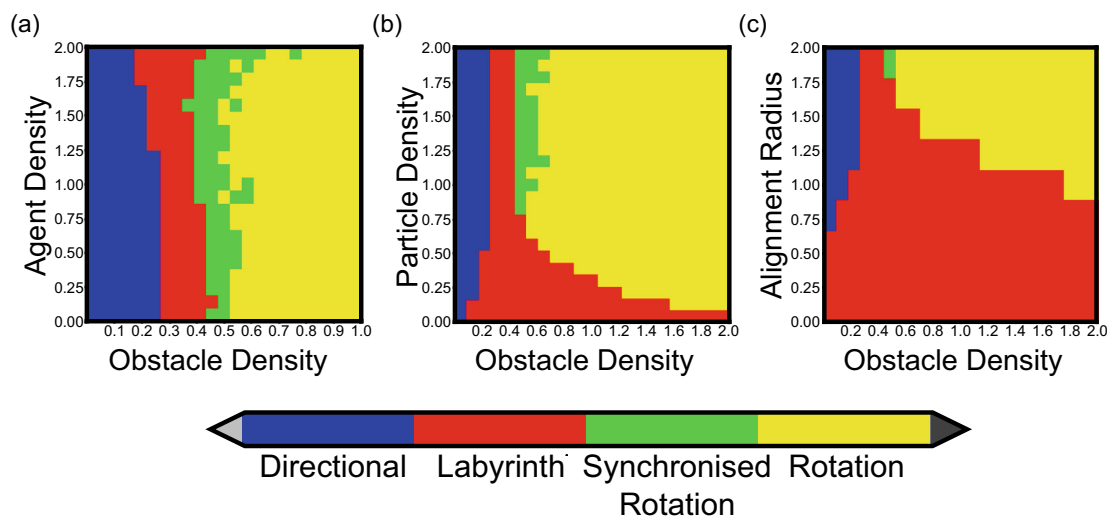 (a)
2.00
1.75
1.50
1.25
1.00
0.75
0.50
0.25
0.00
Agent Density
0.1 0.2 0.3 0.4 0.5 0.6 0.7 0.8 0.9 1.0
Obstacle Density
(b)
2.00
1.75
1.50
1.25
1.00
0.75
0.50
0.25
0.00
Particle Density
0.2 0.4 0.6 0.8 1.0 1.2 1.4 1.6 1.8 2.0
Obstacle Density
(c)
2.00
1.75
1.50
1.25
1.00
0.75
0.50
0.25
0.00
Alignment Radius
0.2 0.4 0.6 0.8 1.0 1.2 1.4 1.6 1.8 2.0
Obstacle Density
Directional Labyrinth Synchronised Rotation
Rotation